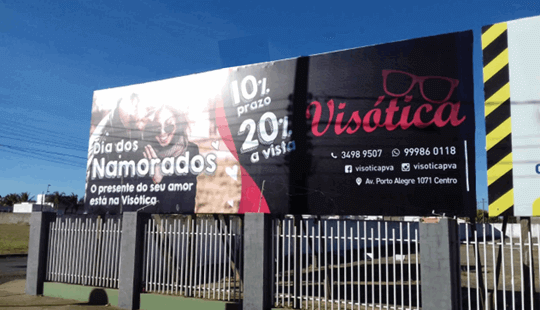 Dia dos
Namorados
O presente do seu amor
está na Visótica
10%
prazo
20%
a vista
Visótica
3498 9507 99986 0118
visoticapva visoticapva
Av. Porto Alegre 1071 Centro